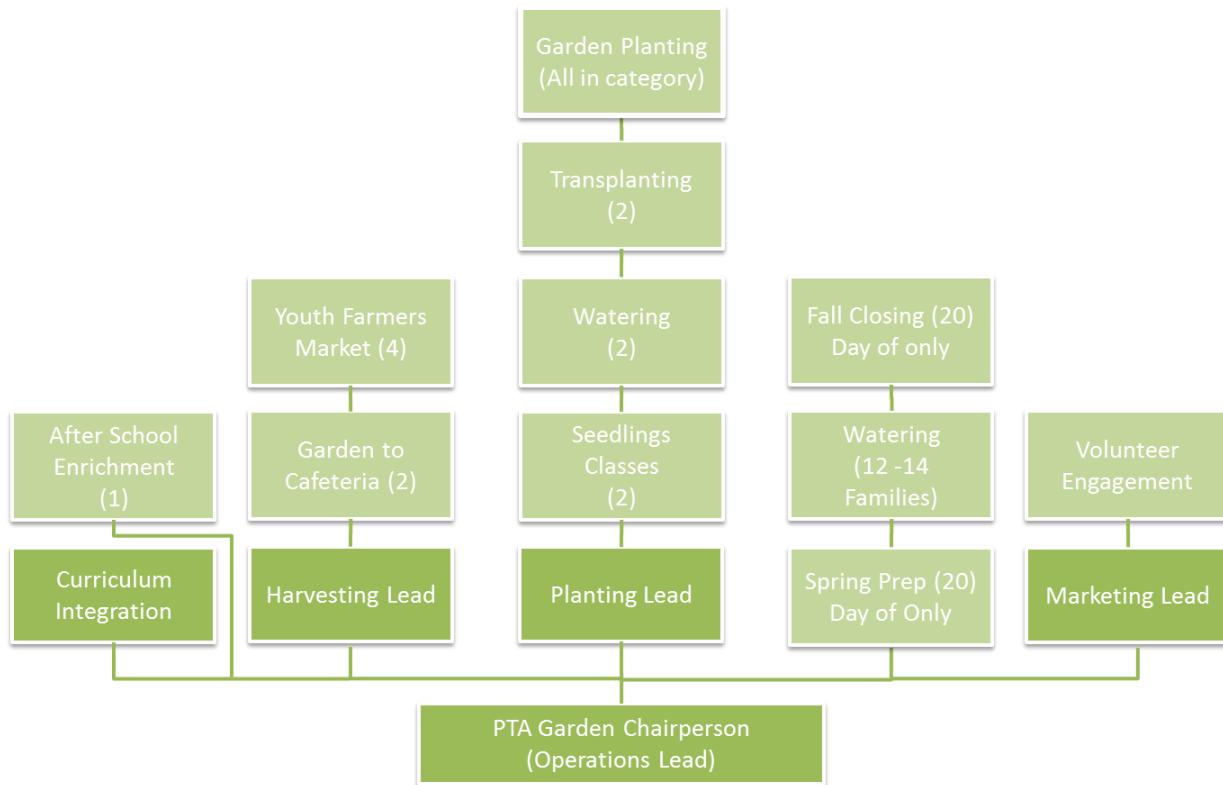 Garden Planting
(All in category)
Transplanting
(2)
Youth Farmers
Market (4)
Watering
(2)
Fall Closing (20)
Day of only
After School
Enrichment
(1)
Garden to
Cafeteria (2)
Seedlings
Classes
(2)
Watering
(12 -14
Families)
Volunteer
Engagement
Curriculum
Integration
Harvesting Lead
Planting Lead
Spring Prep (20)
Day of Only
Marketing Lead
PTA Garden Chairperson
(Operations Lead)